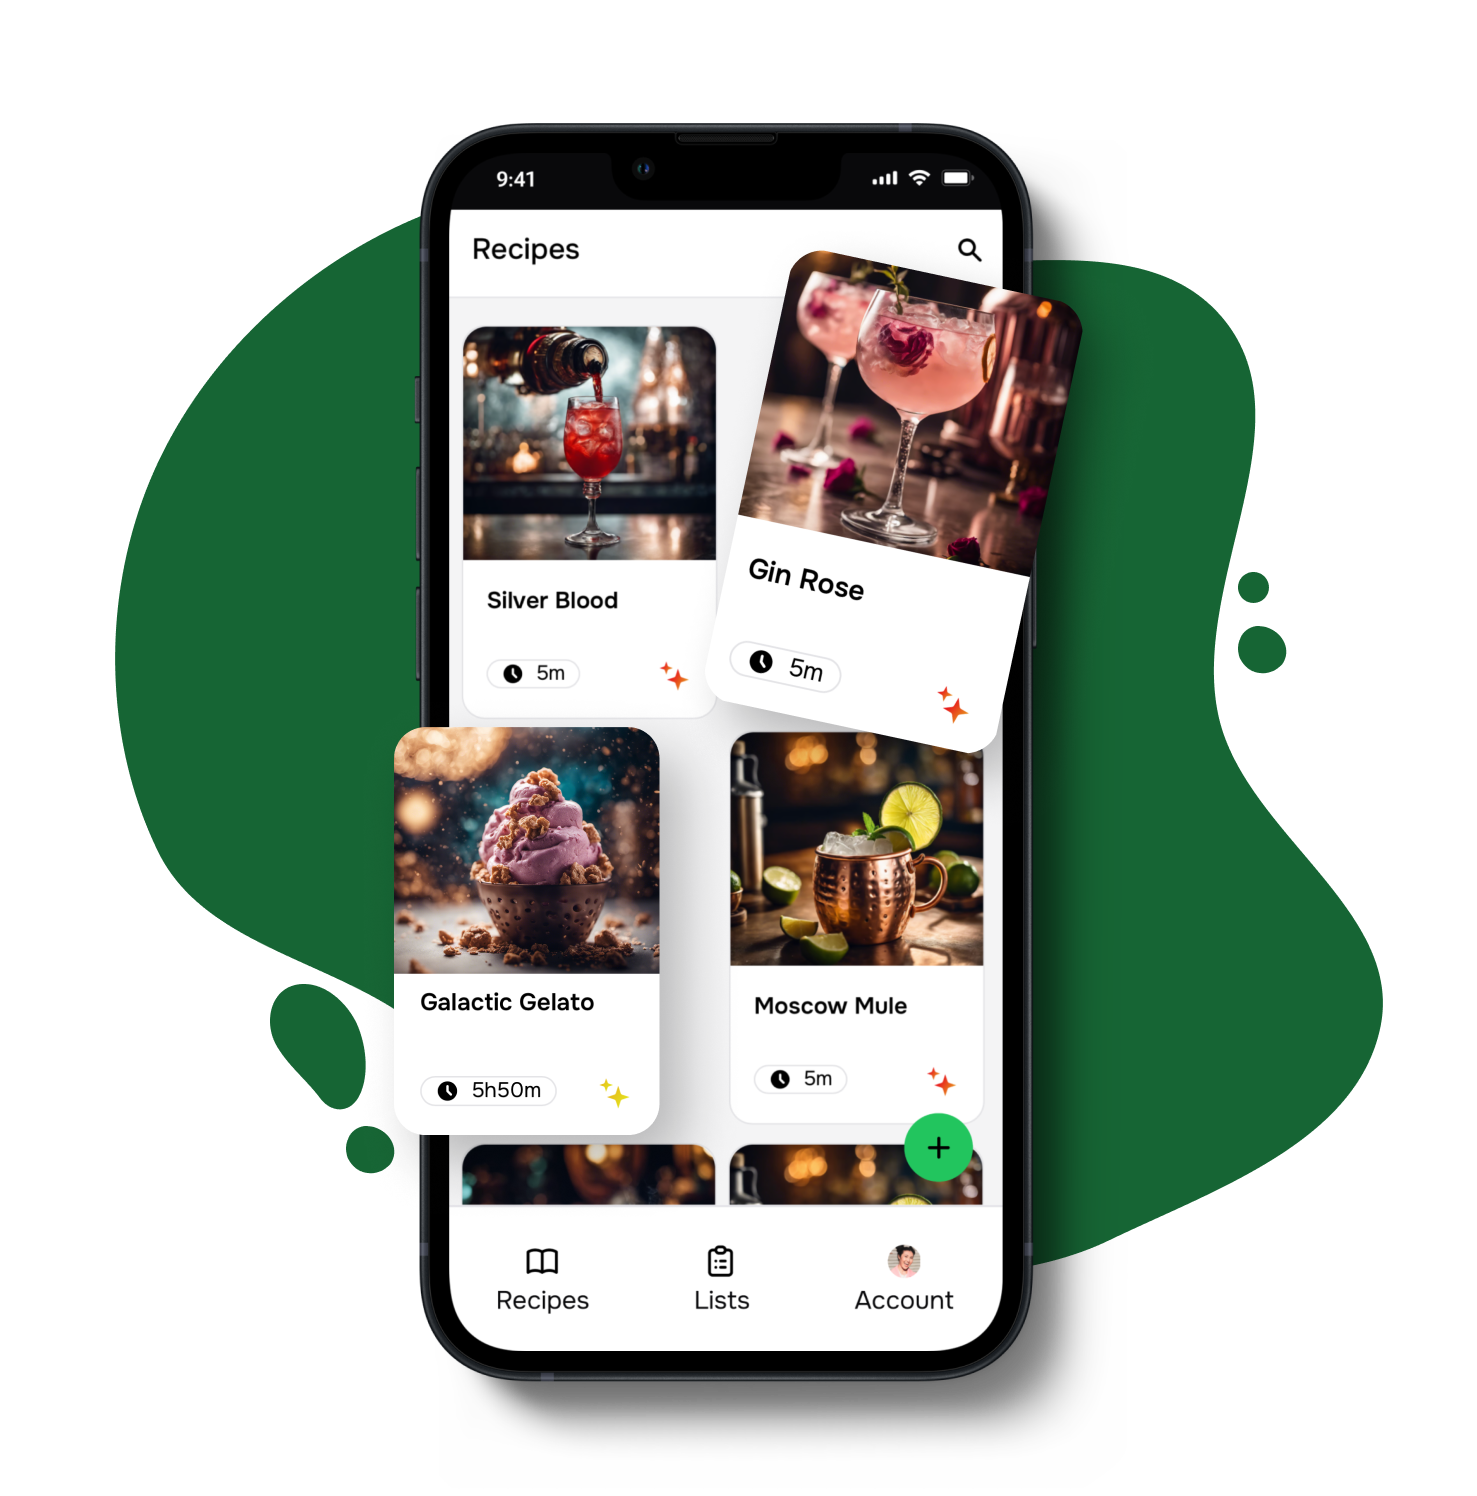 9:41
Recipes
Silver Blood
5m
Gin Rose
5m
Galactic Gelato
5h50m
Moscow Mule
5m
Recipes
Lists
Account